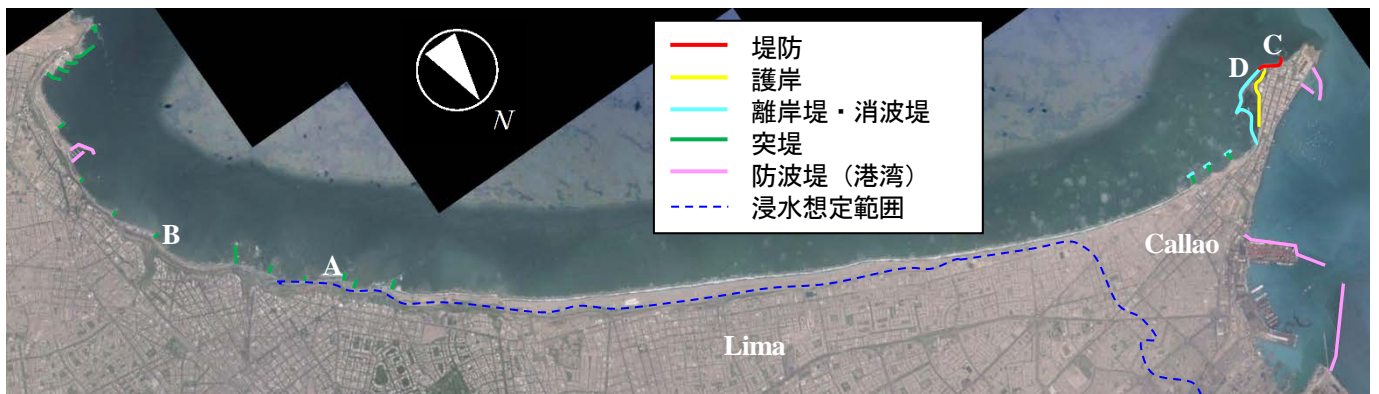 N
堤防
護岸
離岸堤・消波堤
突堤
防波堤（港湾）
浸水想定範囲
C
D
B
A
Callao
Lima